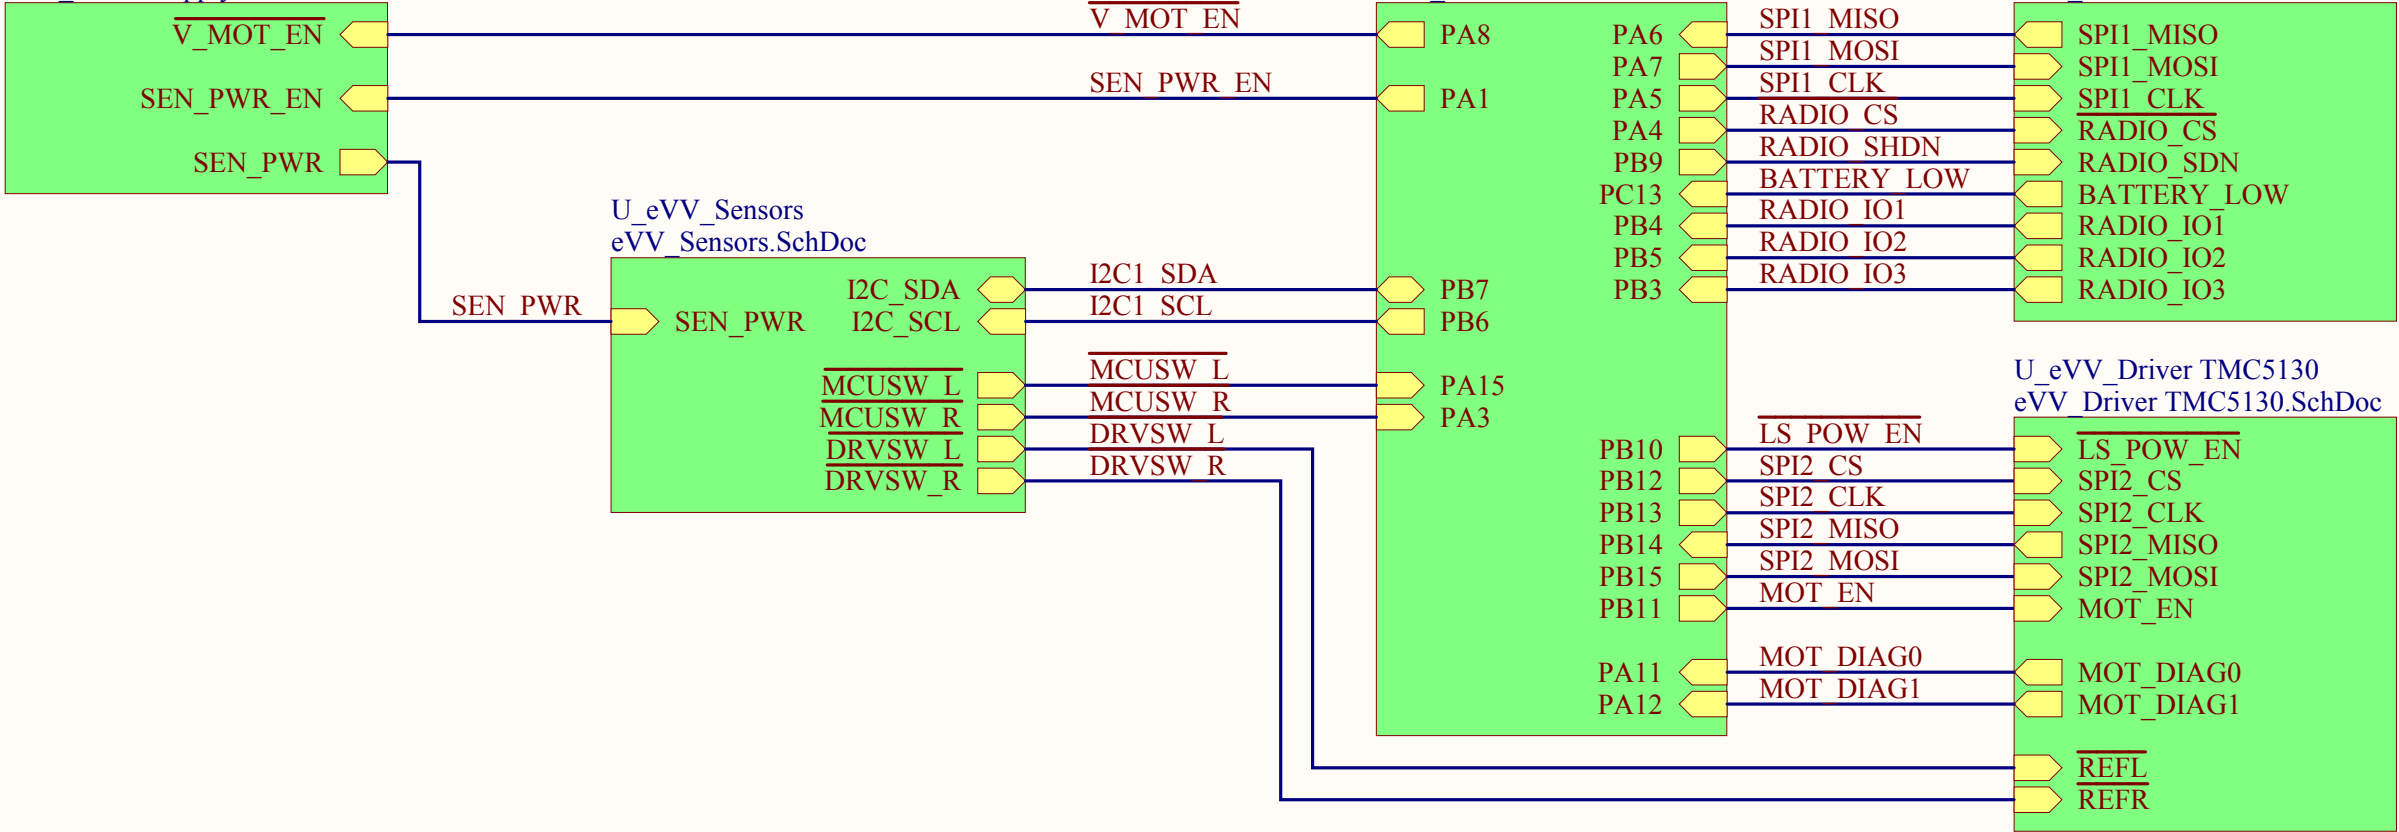 V_MOT_EN
SEN_PWR_EN
SEN_PWR
V_MOT_EN
SEN_PWR_EN
SEN_PWR
U_eVV_Sensors
eVV_Sensors.SchDoc
SEN_PWR
I2C_SDA
I2C_SCL
MCUSW_L
MCUSW_R
DRVSW_L
DRVSW_R
I2C1_SDA
I2C1_SCL
MCUSW_L
MCUSW_R
DRVSW_L
DRVSW_R
PA8
PA1
PB7
PB6
PA15
PA3
PA6
PA7
PA5
PA4
PB9
PC13
PB4
PB5
PB3
PB10
PB12
PB13
PB14
PB15
PB11
PA11
PA12
SPI1_MISO
SPI1_MOSI
SPI1_CLK
RADIO_CS
RADIO_SHDN
BATTERY_LOW
RADIO_IO1
RADIO_IO2
RADIO_IO3
LS_POW_EN
SPI2_CS
SPI2_CLK
SPI2_MISO
SPI2_MOSI
MOT_EN
MOT_DIAG0
MOT_DIAG1
SPI1_MISO
SPI1_MOSI
SPI1_CLK
RADIO_CS
RADIO_SDN
BATTERY_LOW
RADIO_IO1
RADIO_IO2
RADIO_IO3
U_eVV_Driver TMC5130
eVV_Driver TMC5130.SchDoc
LS_POW_EN
SPI2_CS
SPI2_CLK
SPI2_MISO
SPI2_MOSI
MOT_EN
MOT_DIAG0
MOT_DIAG1
REFL
REFR